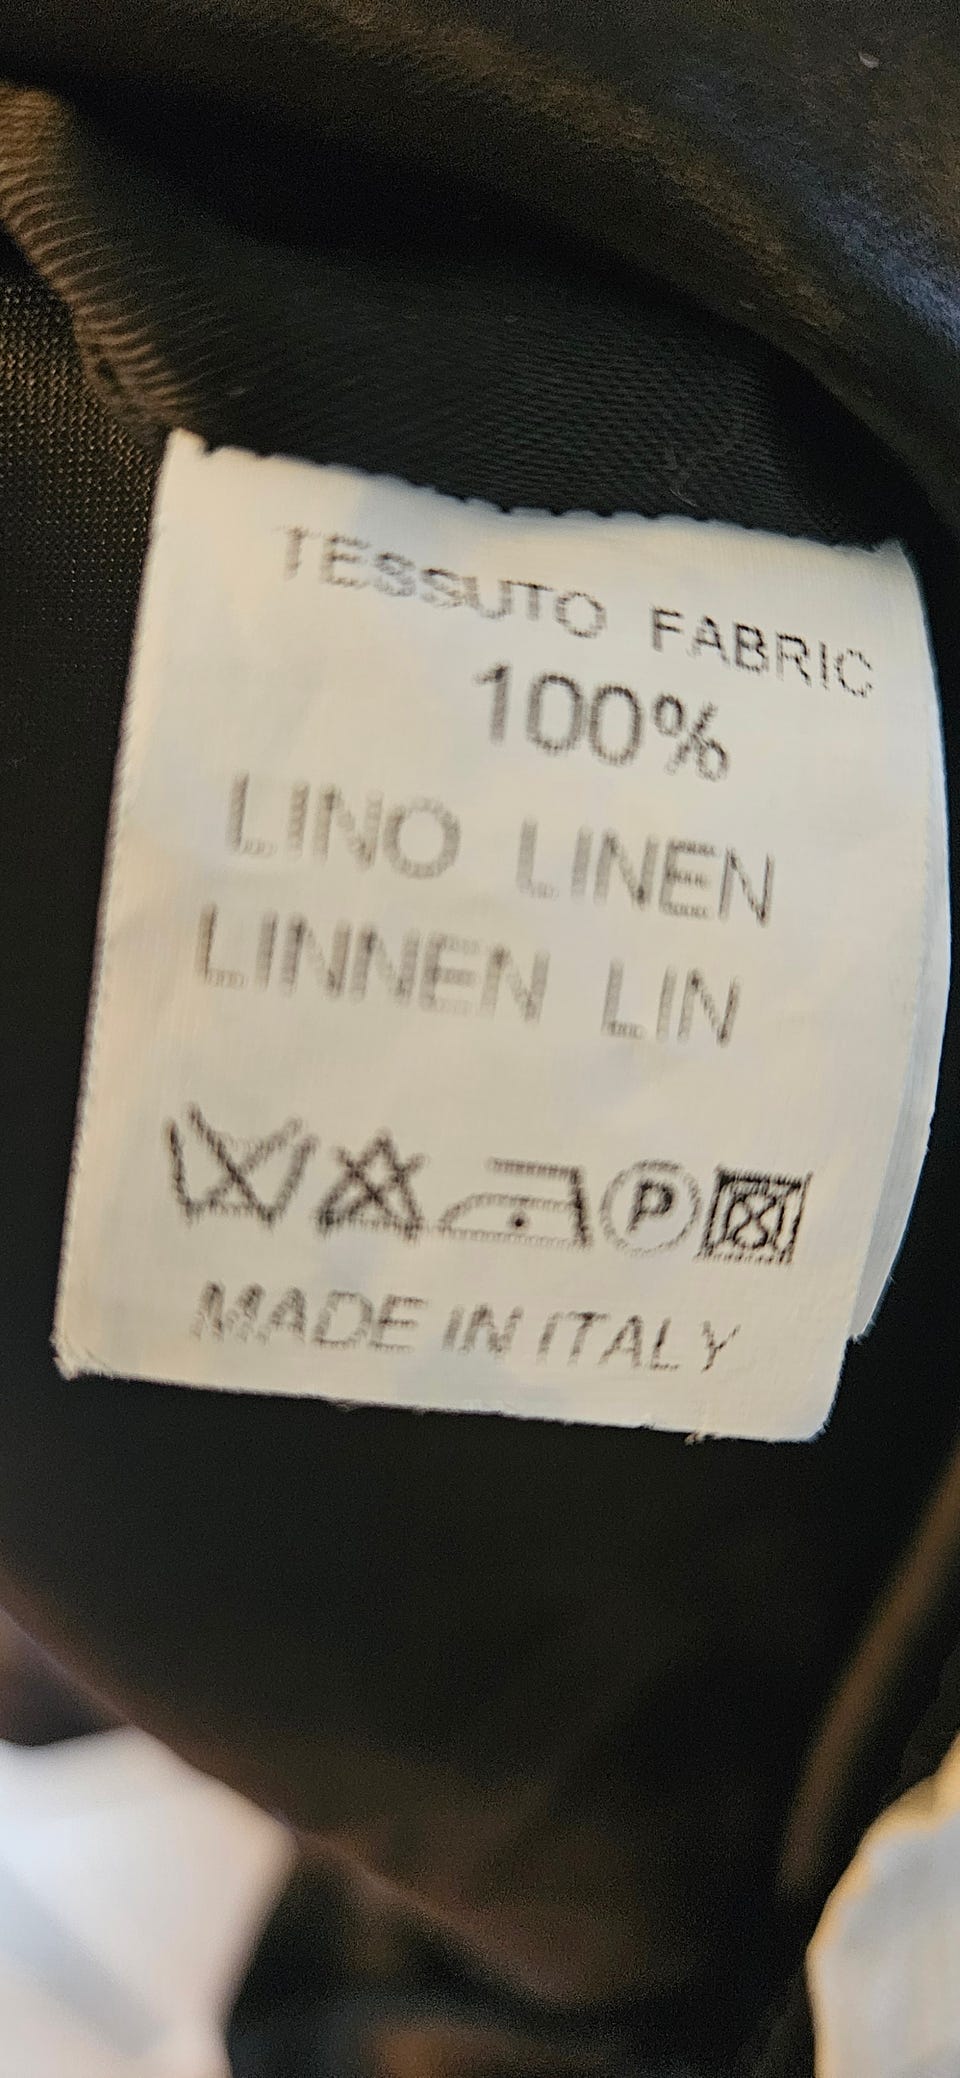 TESSUTO FABRIC
100%
LINO LINEN
LINNEN LIN
P
MADE IN ITALY